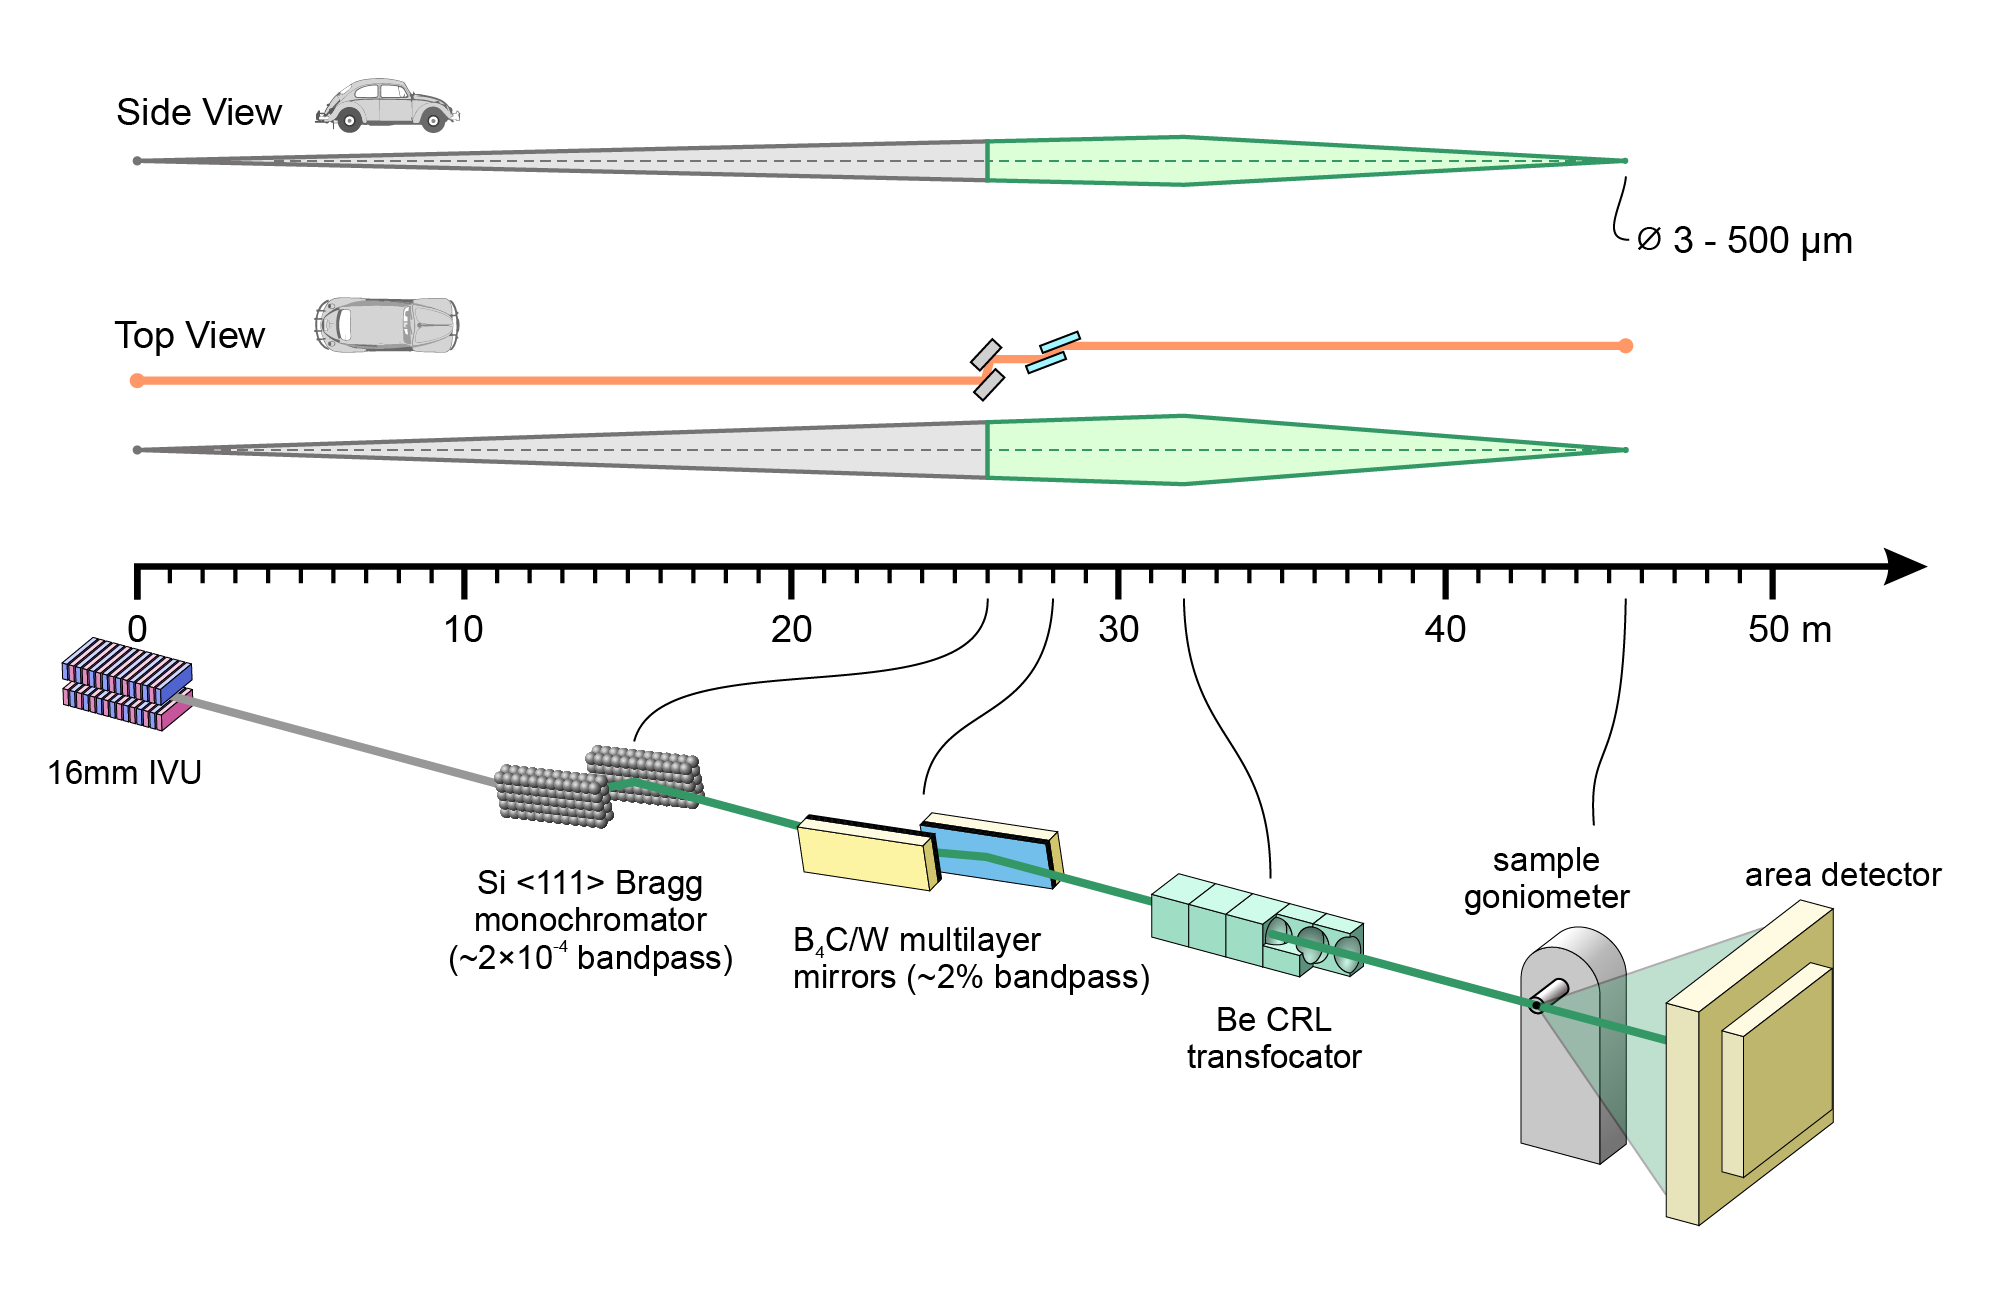 Side View
Ø 3 - 500 µm
Top View
0
10
20
30
40
50 m
16mm IVU
Si <111> Bragg
monochromator
(~2×10⁻⁴ bandpass)
B₄C/W multilayer
mirrors (~2% bandpass)
Be CRL
transfocator
sample
goniometer
area detector